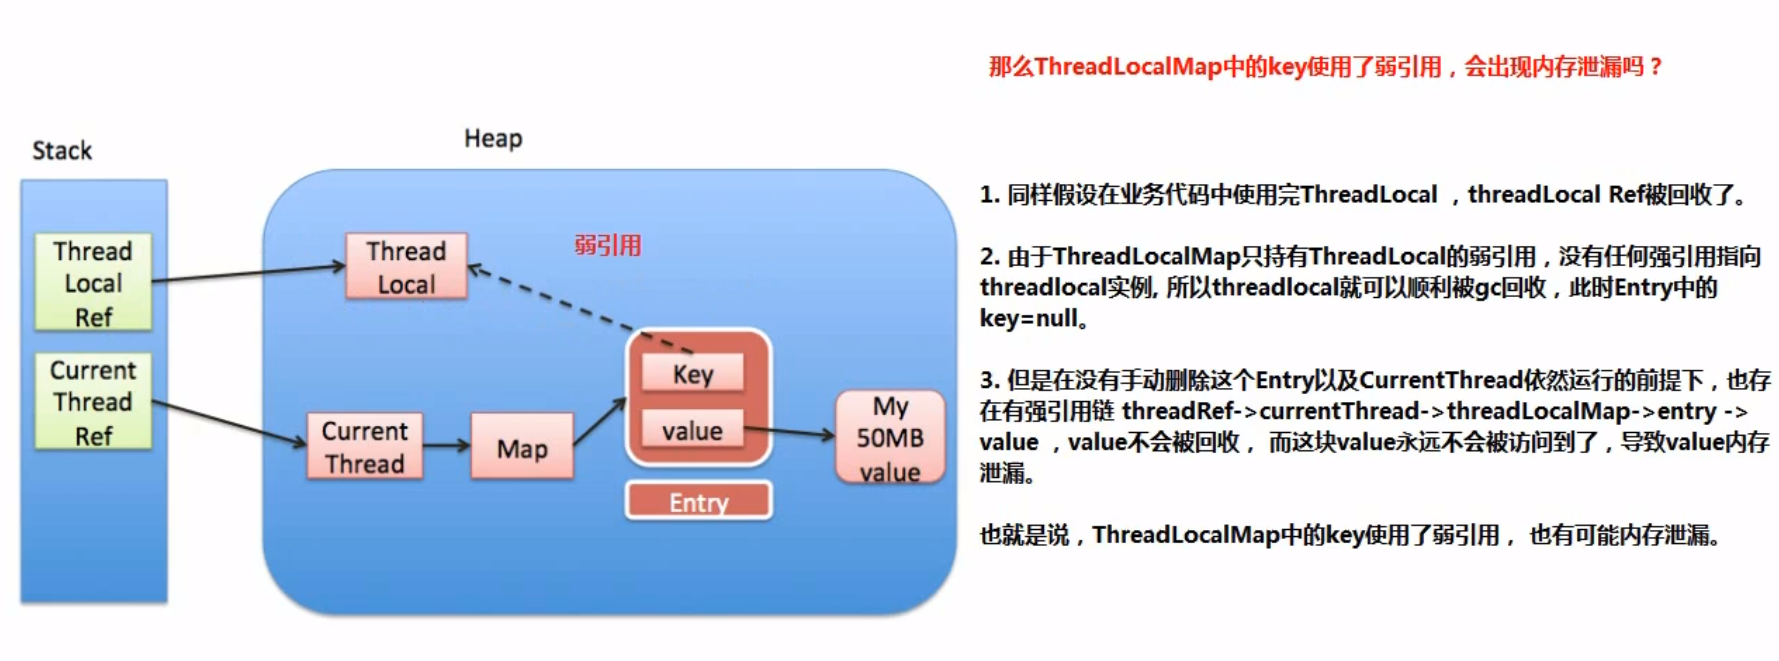 那么ThreadLocalMap中的key使用了弱引用，会出现内存泄漏吗？
Heap
Stack
Thread
Local
Ref
Current
Thread
Ref
Thread
Local
弱引用
Key
value
Current
Thread
Map
My
50MB
value
Entry
1. 同样假设在业务代码中使用完ThreadLocal ，threadLocal Ref被回收了。
2. 由于ThreadLocalMap只持有ThreadLocal的弱引用，没有任何强引用指向
threadlocal实例, 所以threadlocal就可以顺利被gc回收，此时Entry中的
key=null。
3. 但是在没有手动删除这个Entry以及CurrentThread依然运行的前提下，也存
在有强引用链 threadRef->currentThread->threadLocalMap->entry ->
value ，value不会被回收， 而这块value永远不会被访问到了，导致value内存
泄漏。
也就是说，ThreadLocalMap中的key使用了弱引用， 也有可能内存泄漏。